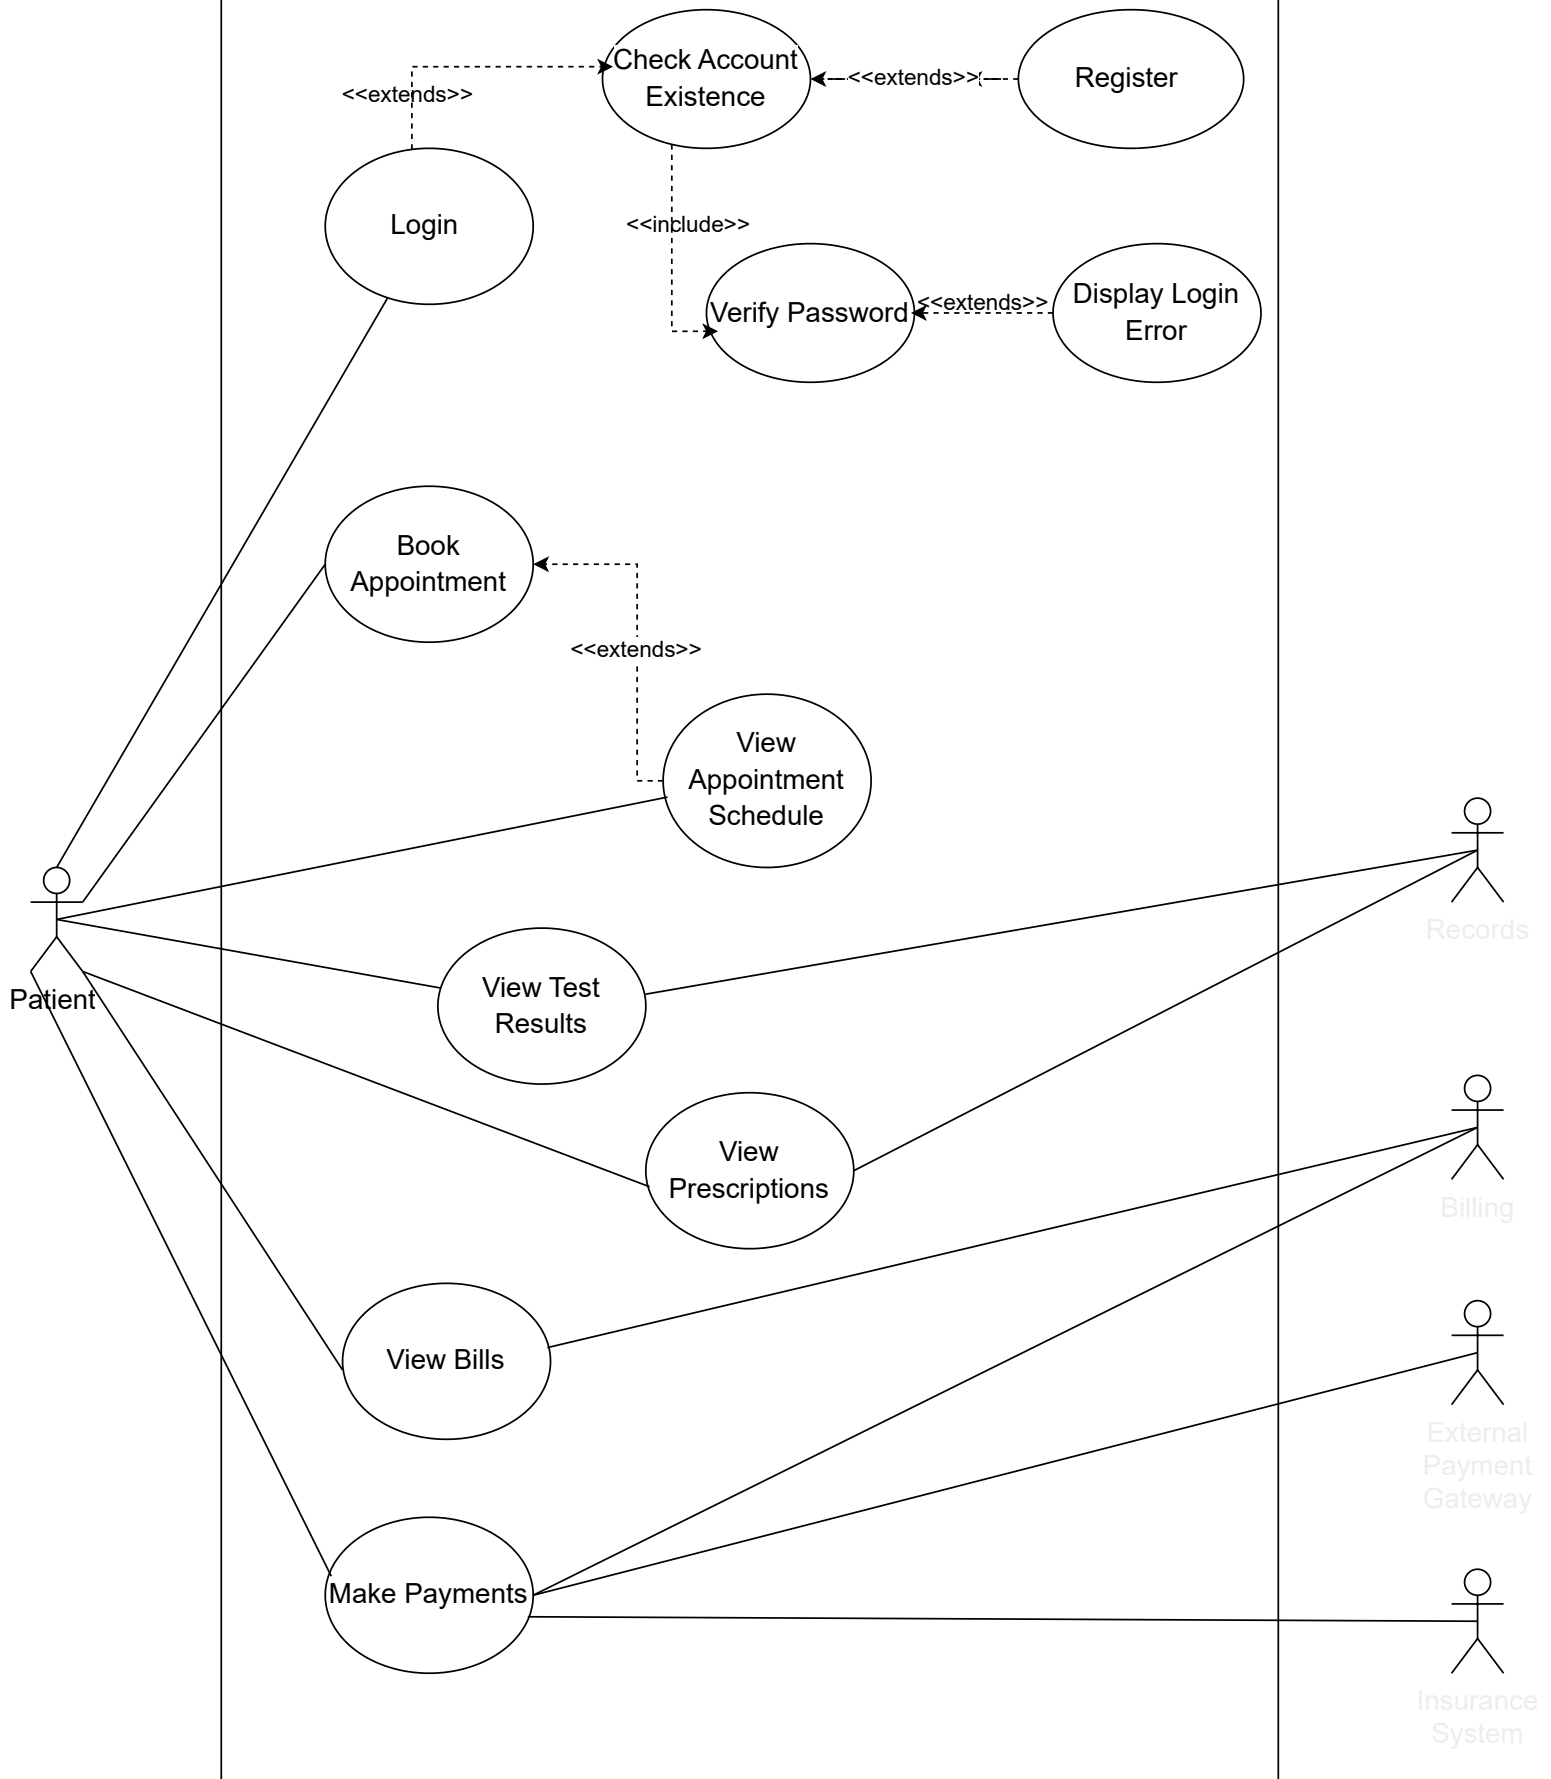 Check Account
Existence
<<extends>>
Register
<<extends>>
Login
<<include>>
Verify Password
<<extends>>
Display Login
Error
Book
Appointment
<<extends>>
View
Appointment
Schedule
Records
Patient
View Test
Results
View
Prescriptions
Billing
View Bills
External
Payment
Gateway
Make Payments
Insurance
System